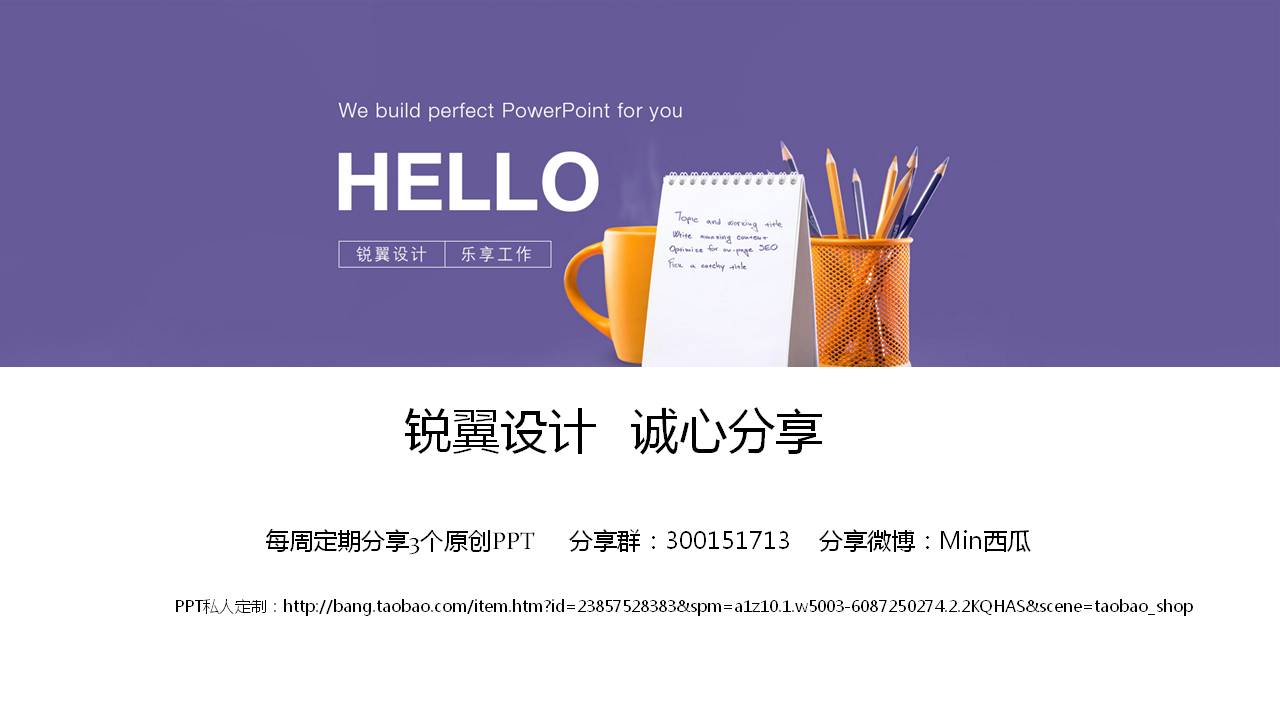 We build perfect PowerPoint for you
HELLO
锐翼设计 乐享工作
Topic and working title
Write amazing content
Optimize for on-page SEO
Pick a catchy title
锐翼设计 诚心分享
每周定期分享3个原创PPT 分享群：300151713 分享微博：Min西瓜
PPT私人定制：http://bang.taobao.com/item.htm?id=23857528383&spm=a1z10.1.w5003-6087250274.2.2KQHAS&scene=taobao_shop